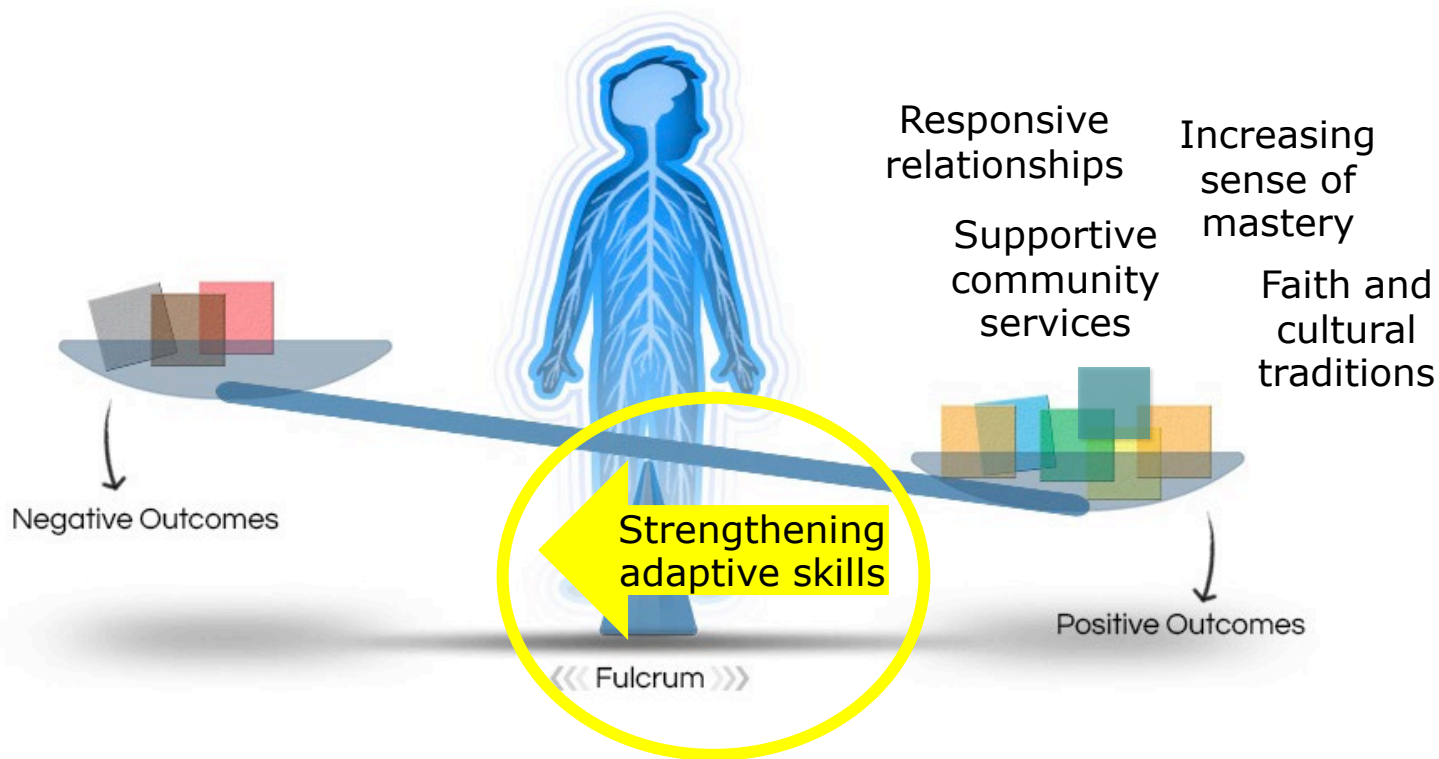 Responsive
relationships
Increasing
sense of
mastery
Supportive
community
services
Faith and
cultural
traditions
Negative Outcomes
Strengthening
adaptive skills
Positive Outcomes
Fulcrum